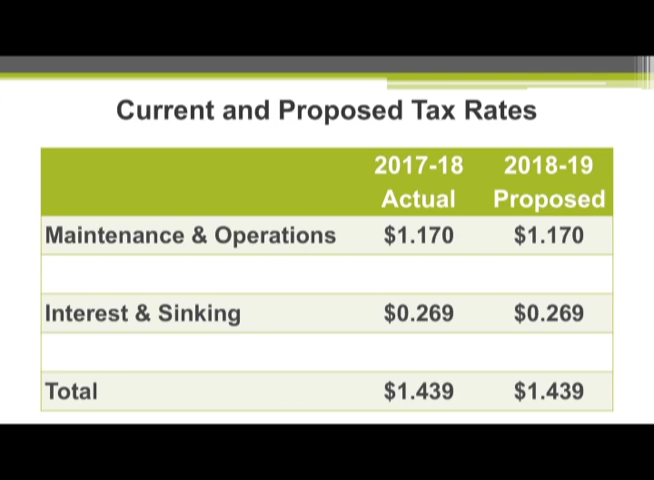 Current and Proposed Tax Rates
2017-18 2018-19
Actual Proposed
Maintenance & Operations $1.170 $1.170
Interest & Sinking $0.269 $0.269
Total $1.439 $1.439